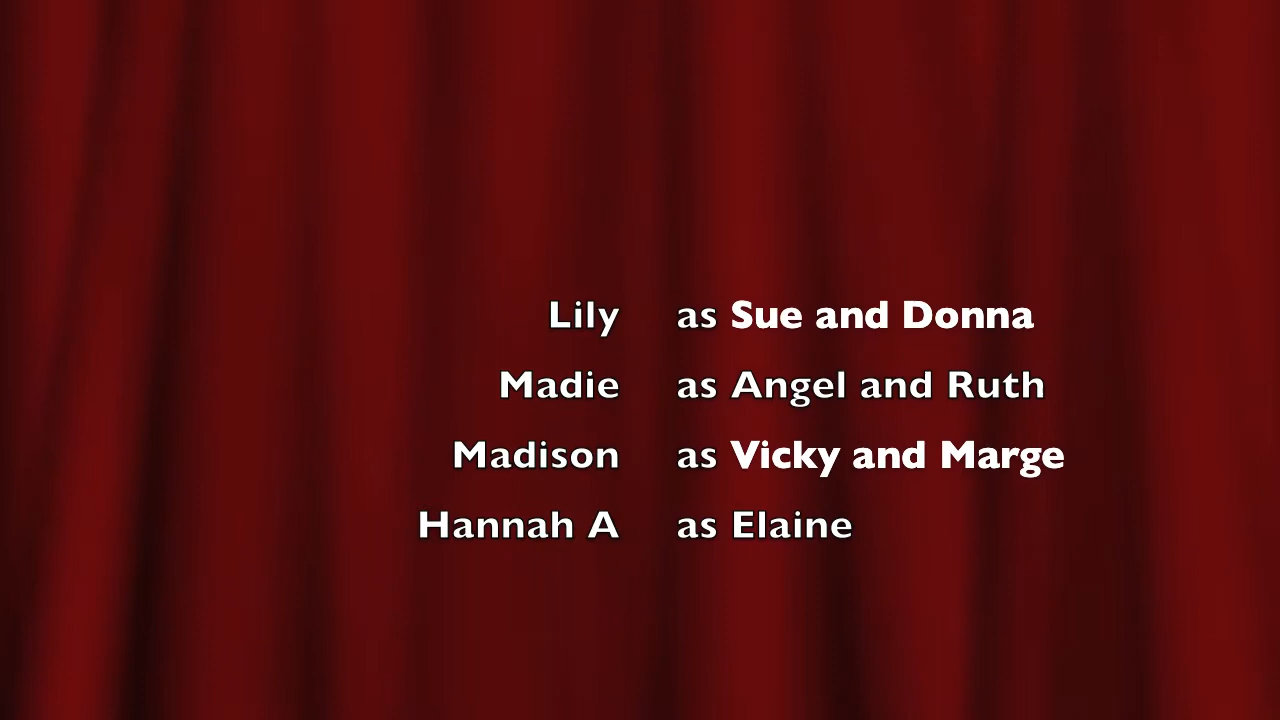 Lily as Sue and Donna
Madie as Angel and Ruth
Madison as Vicky and Marge
Hannah A as Elaine